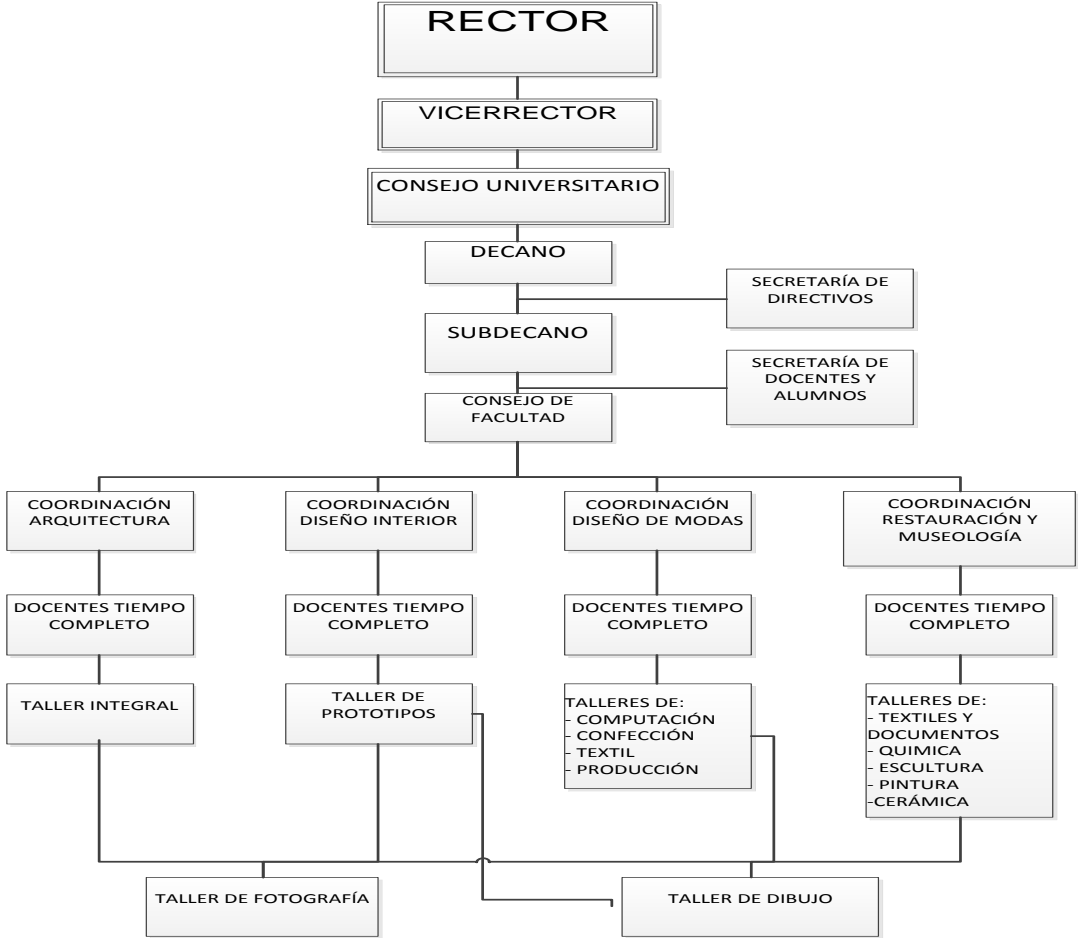 RECTOR
VICERRECTOR
CONSEJO UNIVERSITARIO
DECANO
SECRETARÍA DE
DIRECTIVOS
SUBDECANO
SECRETARÍA DE
DOCENTES Y
ALUMNOS
CONSEJO DE
FACULTAD
COORDINACIÓN
ARQUITECTURA
COORDINACIÓN
DISEÑO INTERIOR
COORDINACIÓN
DISEÑO DE MODAS
COORDINACIÓN
RESTAURACIÓN Y
MUSEOLOGÍA
DOCENTES TIEMPO
COMPLETO
DOCENTES TIEMPO
COMPLETO
DOCENTES TIEMPO
COMPLETO
DOCENTES TIEMPO
COMPLETO
TALLER INTEGRAL
TALLER DE
PROTOTIPOS
TALLERES DE:
- COMPUTACIÓN
- CONFECCIÓN
- TEXTIL
- PRODUCCIÓN
TALLERES DE:
- TEXTILES Y
DOCUMENTOS
- QUIMICA
- ESCULTURA
- PINTURA
-CERÁMICA
TALLER DE FOTOGRAFÍA
TALLER DE DIBUJO